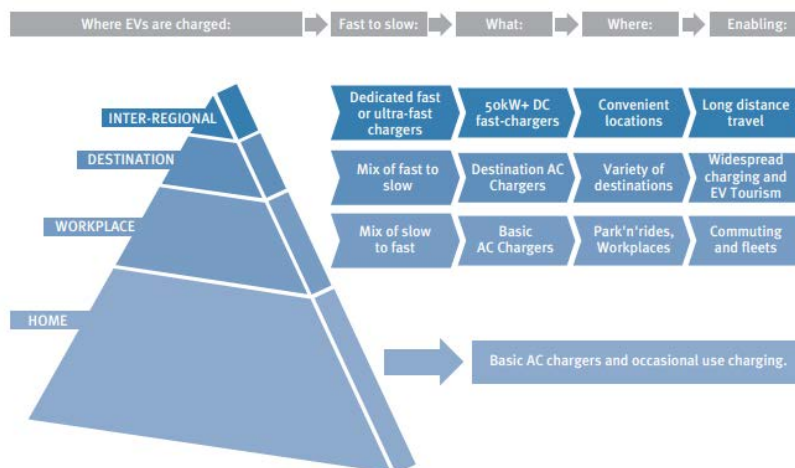 Where EVs are charged:
Fast to slow:
What:
Where:
Enabling:
INTER-REGIONAL
Dedicated fast
or ultra-fast
chargers
50kW+ DC
fast-chargers
Convenient
locations
Long distance
travel
DESTINATION
Mix of fast to
slow
Destination AC
Chargers
Variety of
destinations
Widespread
charging and
EV Tourism
WORKPLACE
Mix of slow
to fast
Basic
AC Chargers
Park'n'rides,
Workplaces
Commuting
and fleets
HOME
Basic AC chargers and occasional use charging.